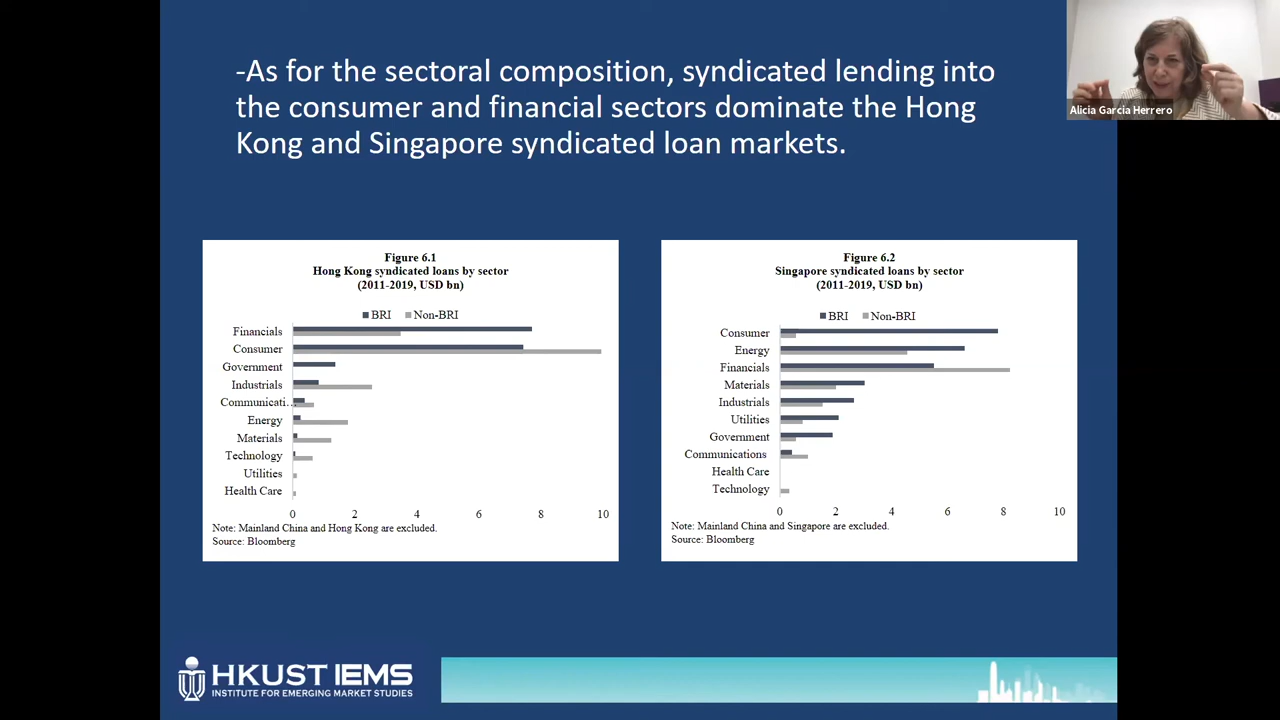 -As for the sectoral composition, syndicated lending into
the consumer and financial sectors dominate the Hong
Kong and Singapore syndicated loan markets.
Alicia Garcia Herrero
Figure 6.1
Hong Kong syndicated loans by sector
(2011-2019, USD bn)
BRI Non-BRI
Financials
Consumer
Government
Industrials
Communicati...
Energy
Materials
Technology
Utilities
Health Care
0 2 4 6 8 10
Note: Mainland China and Hong Kong are excluded.
Source: Bloomberg
Figure 6.2
Singapore syndicated loans by sector
(2011-2019, USD bn)
BRI Non-BRI
Consumer
Energy
Financials
Materials
Industrials
Utilities
Government
Communications
Health Care
Technology
0 2 4 6 8 10
Note: Mainland China and Singapore are excluded.
Source: Bloomberg
HKUST IEMS
INSTITUTE FOR EMERGING MARKET STUDIES